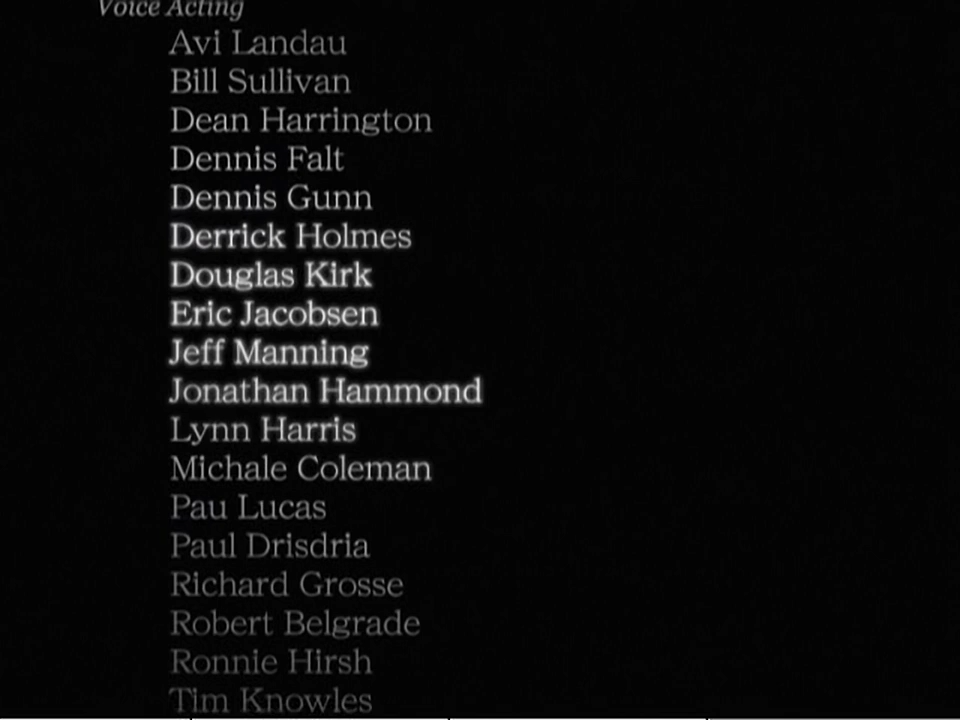 Voice Acting
Avi Landau
Bill Sullivan
Dean Harrington
Dennis Falt
Dennis Gunn
Derrick Holmes
Douglas Kirk
Eric Jacobsen
Jeff Manning
Jonathan Hammond
Lynn Harris
Michale Coleman
Pau Lucas
Paul Drisdria
Richard Grosse
Robert Belgrade
Ronnie Hirsh
Tim Knowles